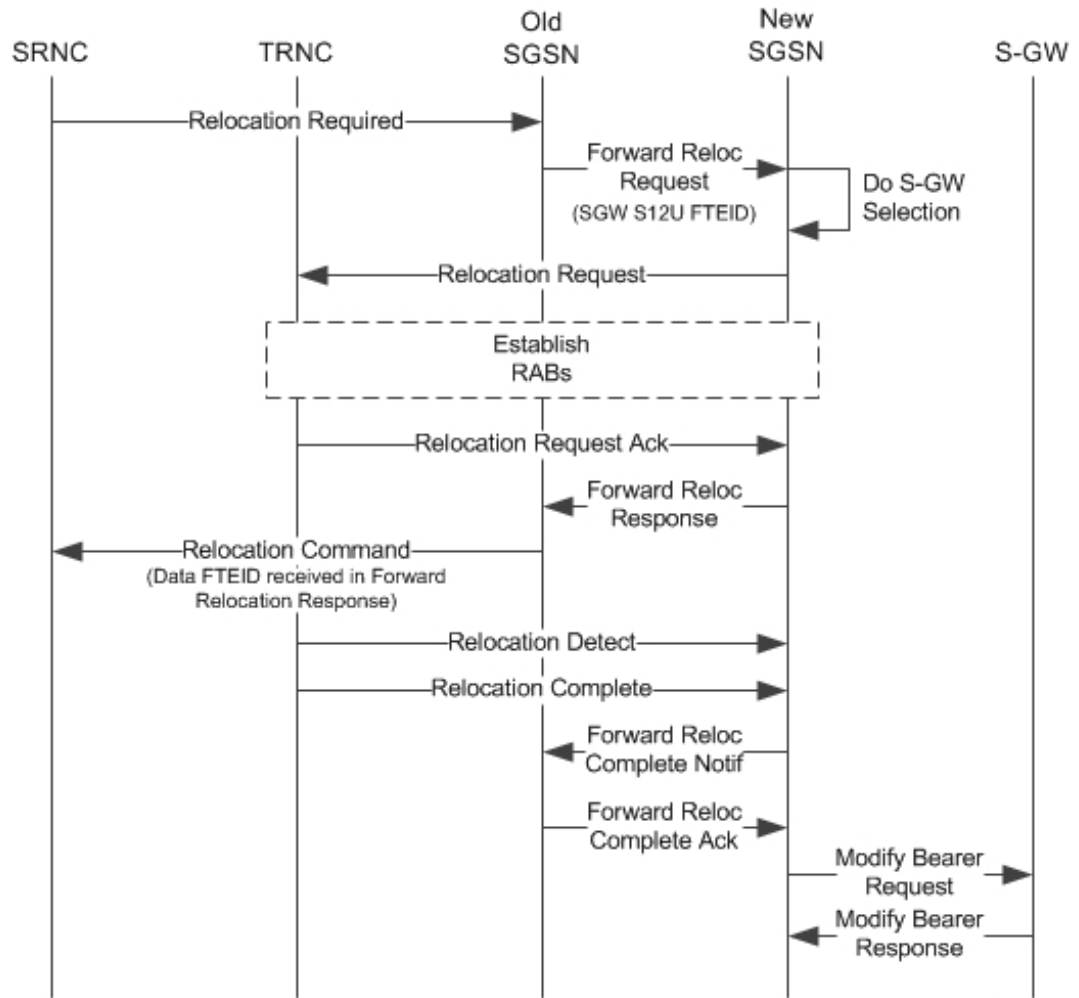 Old
New
SRNC
TRNC
SGSN
SGSN
S-GW
Relocation Required
Forward Reloc
Request
(SGW S12U FTEID)
Do S-GW
Selection
Relocation Request
Establish
RABs
Relocation Request Ack
Forward Reloc
Response
Relocation Command
(Data FTEID received in Forward
Relocation Response)
Relocation Detect
Relocation Complete
Forward Reloc
Complete Notif
Forward Reloc
Complete Ack
Modify Bearer
Request
Modify Bearer
Response